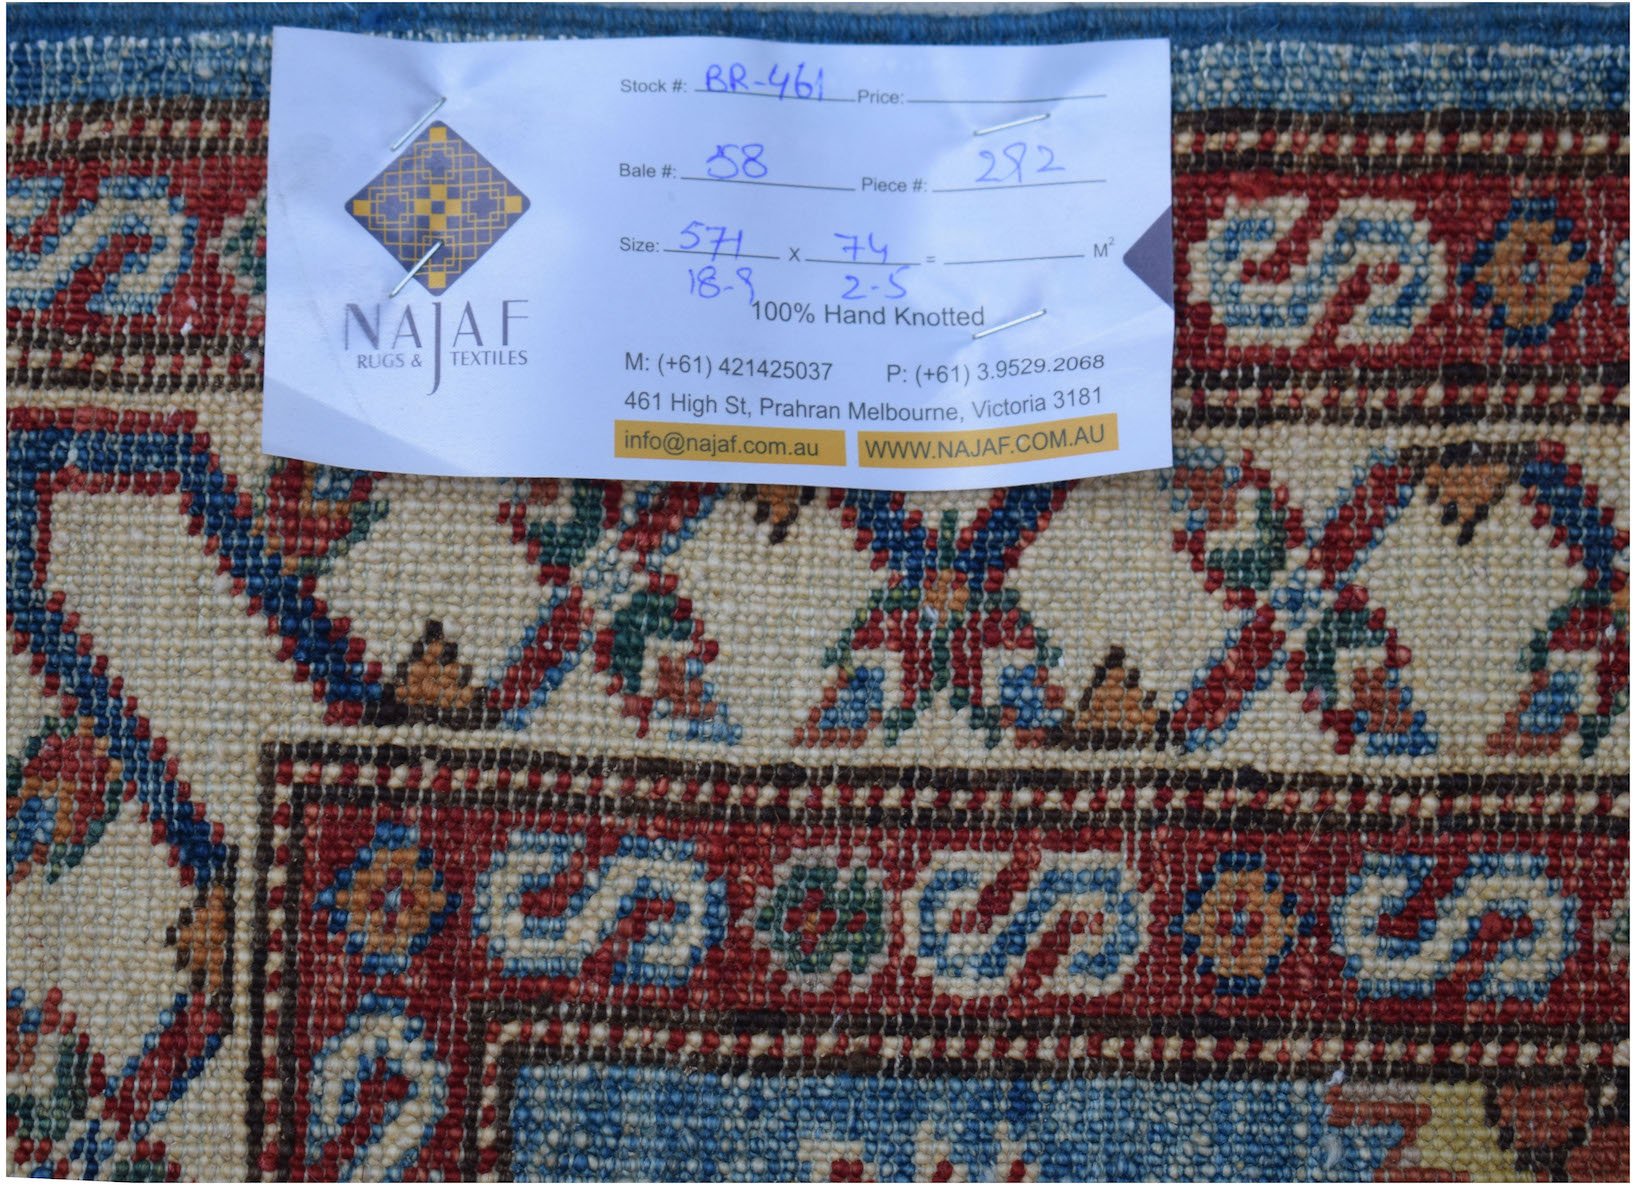 Stock #: BR-461 Price:
Bale #: 58 Piece #: 292
Size: 571 x 74 = M²
18-9 2-5
100% Hand Knotted
NAJAF
RUGS & TEXTILES
M: (+61) 421425037 P: (+61) 3.9529.2068
461 High St, Prahran Melbourne, Victoria 3181
info@najaf.com.au WWW.NAJAF.COM.AU